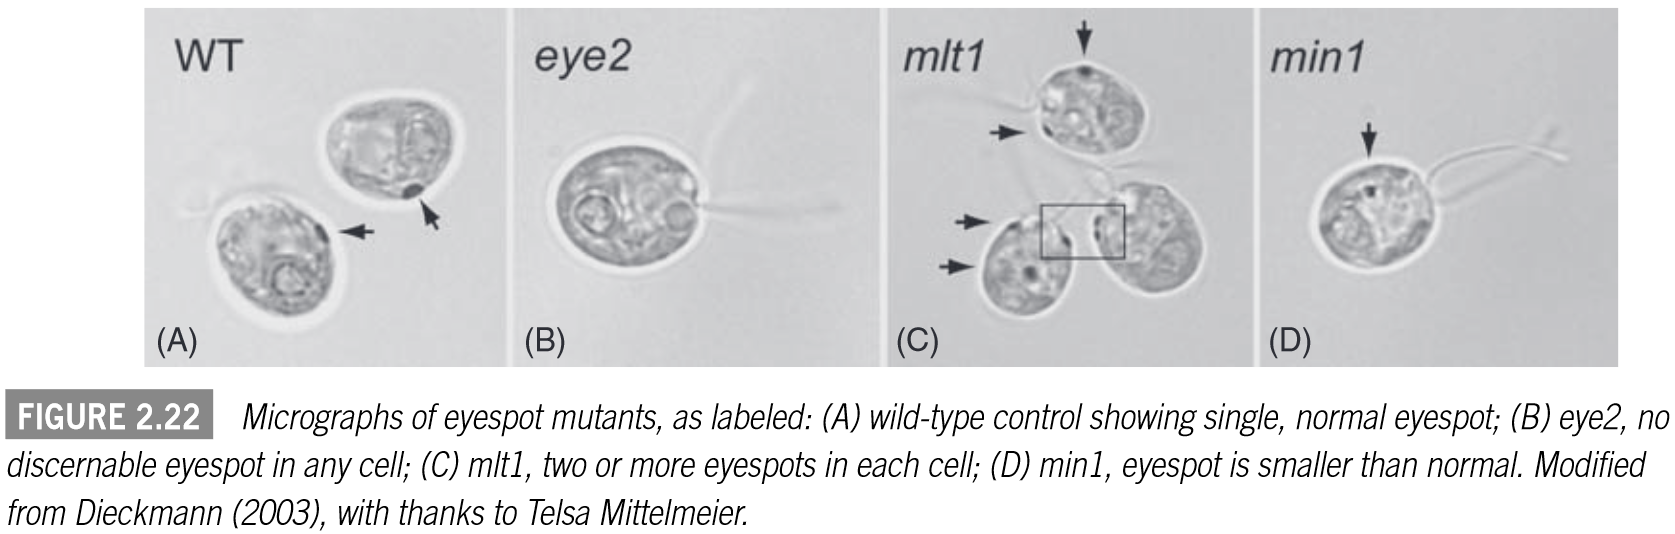 WT
eye2
mlt1
min1
(A)
(B)
(C)
(D)
FIGURE 2.22 Micrographs of eyespot mutants, as labeled: (A) wild-type control showing single, normal eyespot; (B) eye2, no
discernable eyespot in any cell; (C) mlt1, two or more eyespots in each cell; (D) min1, eyespot is smaller than normal. Modified
from Dieckmann (2003), with thanks to Telsa Mittelmeier.